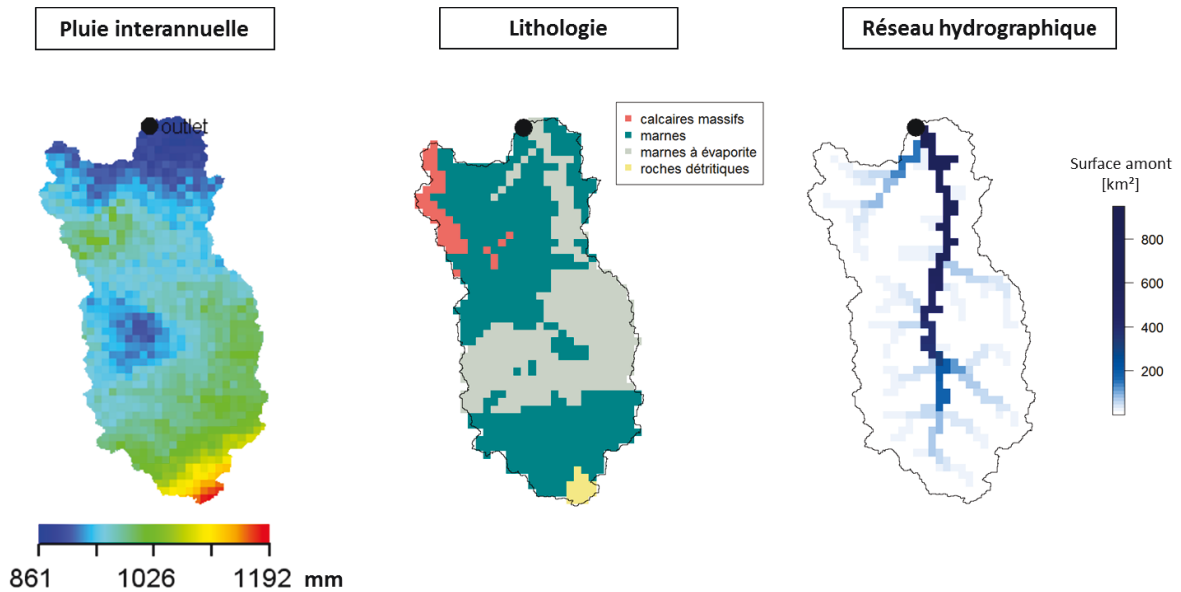 Pluie interannuelle
outlet
861 1026 1192 mm
Lithologie
calcaires massifs
marnes
marnes à évaporite
roches détritiques
Réseau hydrographique
Surface amont
[km²]
800
600
400
200